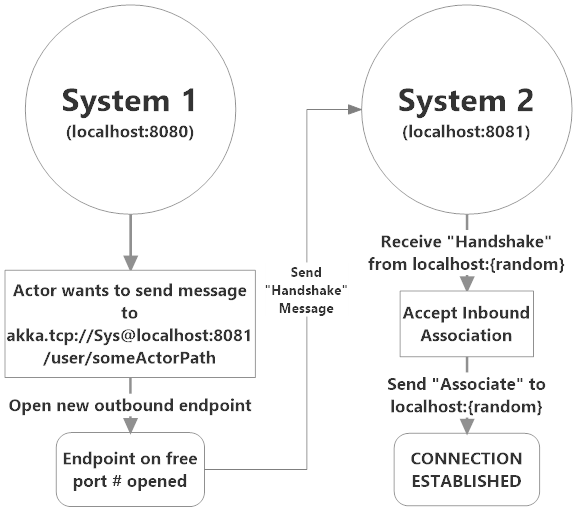 System 1
(localhost:8080)
Actor wants to send message
to
akka.tcp://Sys@localhost:8081
/user/someActorPath
Open new outbound endpoint
Endpoint on free
port # opened
Send
"Handshake"
Message
System 2
(localhost:8081)
Receive "Handshake"
from localhost:{random}
Accept Inbound
Association
Send "Associate" to
localhost:{random}
CONNECTION
ESTABLISHED